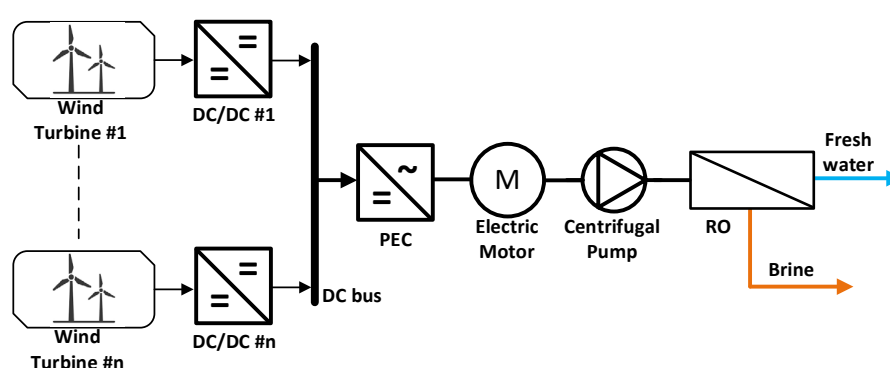 Wind
Turbine #1
DC/DC #1
Wind
Turbine #n
DC/DC #n
DC bus
~
=
PEC
M
Electric
Motor
Centrifugal
Pump
RO
Fresh
water
Brine